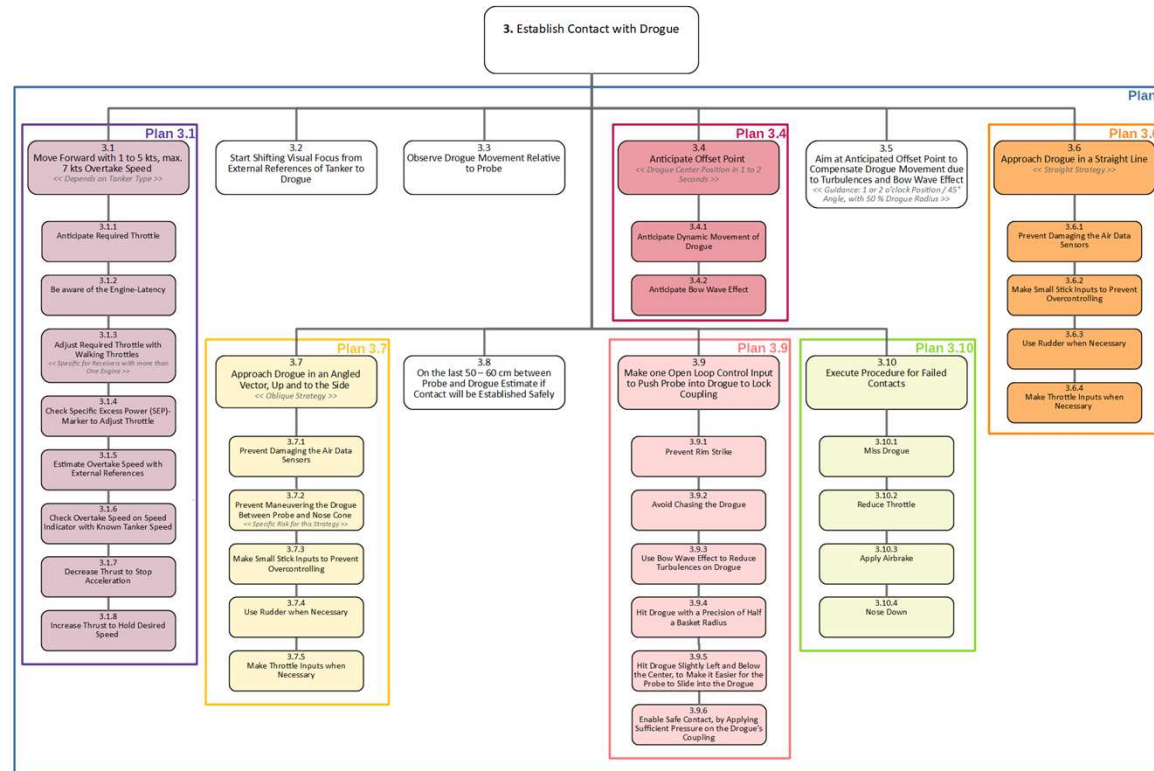 3. Establish Contact with Drogue
Plan
Plan 3.1
3.1
Move Forward with 1 to 5 kts, max.
7 kts Overtake Speed
<< Depends on Tanker Type >>
3.1.1
Anticipate Required Throttle
3.1.2
Be aware of the Engine-Latency
3.1.3
Adjust Required Throttle with
Walking Throttles
<< Specific for Receivers with more than
One Engine >>
3.1.4
Check Specific Excess Power (SEP)-
Marker to Adjust Throttle
3.1.5
Estimate Overtake Speed with
External References
3.1.6
Check Overtake Speed on Speed
Indicator with Known Tanker Speed
3.1.7
Decrease Thrust to Stop
Acceleration
3.1.8
Increase Thrust to Hold Desired
Speed
3.2
Start Shifting Visual Focus from
External References of Tanker to
Drogue
3.3
Observe Drogue Movement Relative
to Probe
Plan 3.4
3.4
Anticipate Offset Point
<< Drogue Center Position in 1 to 2
Seconds >>
3.4.1
Anticipate Dynamic Movement of
Drogue
3.4.2
Anticipate Bow Wave Effect
3.5
Aim at Anticipated Offset Point to
Compensate Drogue Movement due
to Turbulences and Bow Wave Effect
<< Guidance: 1 or 2 o'clock Position / 45°
Angle, with 50 % Drogue Radius >>
Plan 3.6
3.6
Approach Drogue in a Straight Line
<< Straight Strategy >>
3.6.1
Prevent Damaging the Air Data
Sensors
3.6.2
Make Small Stick Inputs to Prevent
Overcontrolling
3.6.3
Use Rudder when Necessary
3.6.4
Make Throttle Inputs when
Necessary
Plan 3.7
3.7
Approach Drogue in an Angled
Vector, Up and to the Side
<< Oblique Strategy >>
3.7.1
Prevent Damaging the Air Data
Sensors
3.7.2
Prevent Maneuvering the Drogue
Between Probe and Nose Cone
<< Specific Risk for this Strategy >>
3.7.3
Make Small Stick Inputs to Prevent
Overcontrolling
3.7.4
Use Rudder when Necessary
3.7.5
Make Throttle Inputs when
Necessary
3.8
On the last 50 – 60 cm between
Probe and Drogue Estimate if
Contact will be Established Safely
Plan 3.9
3.9
Make one Open Loop Control Input
to Push Probe into Drogue to Lock
Coupling
3.9.1
Prevent Rim Strike
3.9.2
Avoid Chasing the Drogue
3.9.3
Use Bow Wave Effect to Reduce
Turbulences on Drogue
3.9.4
Hit Drogue with a Precision of Half
a Basket Radius
3.9.5
Hit Drogue Slightly Left and Below
the Center, to Make it Easier for the
Probe to Slide into the Drogue
3.9.6
Enable Safe Contact, by Applying
Sufficient Pressure on the Drogue's
Coupling
Plan 3.10
3.10
Execute Procedure for Failed
Contacts
3.10.1
Miss Drogue
3.10.2
Reduce Throttle
3.10.3
Apply Airbrake
3.10.4
Nose Down